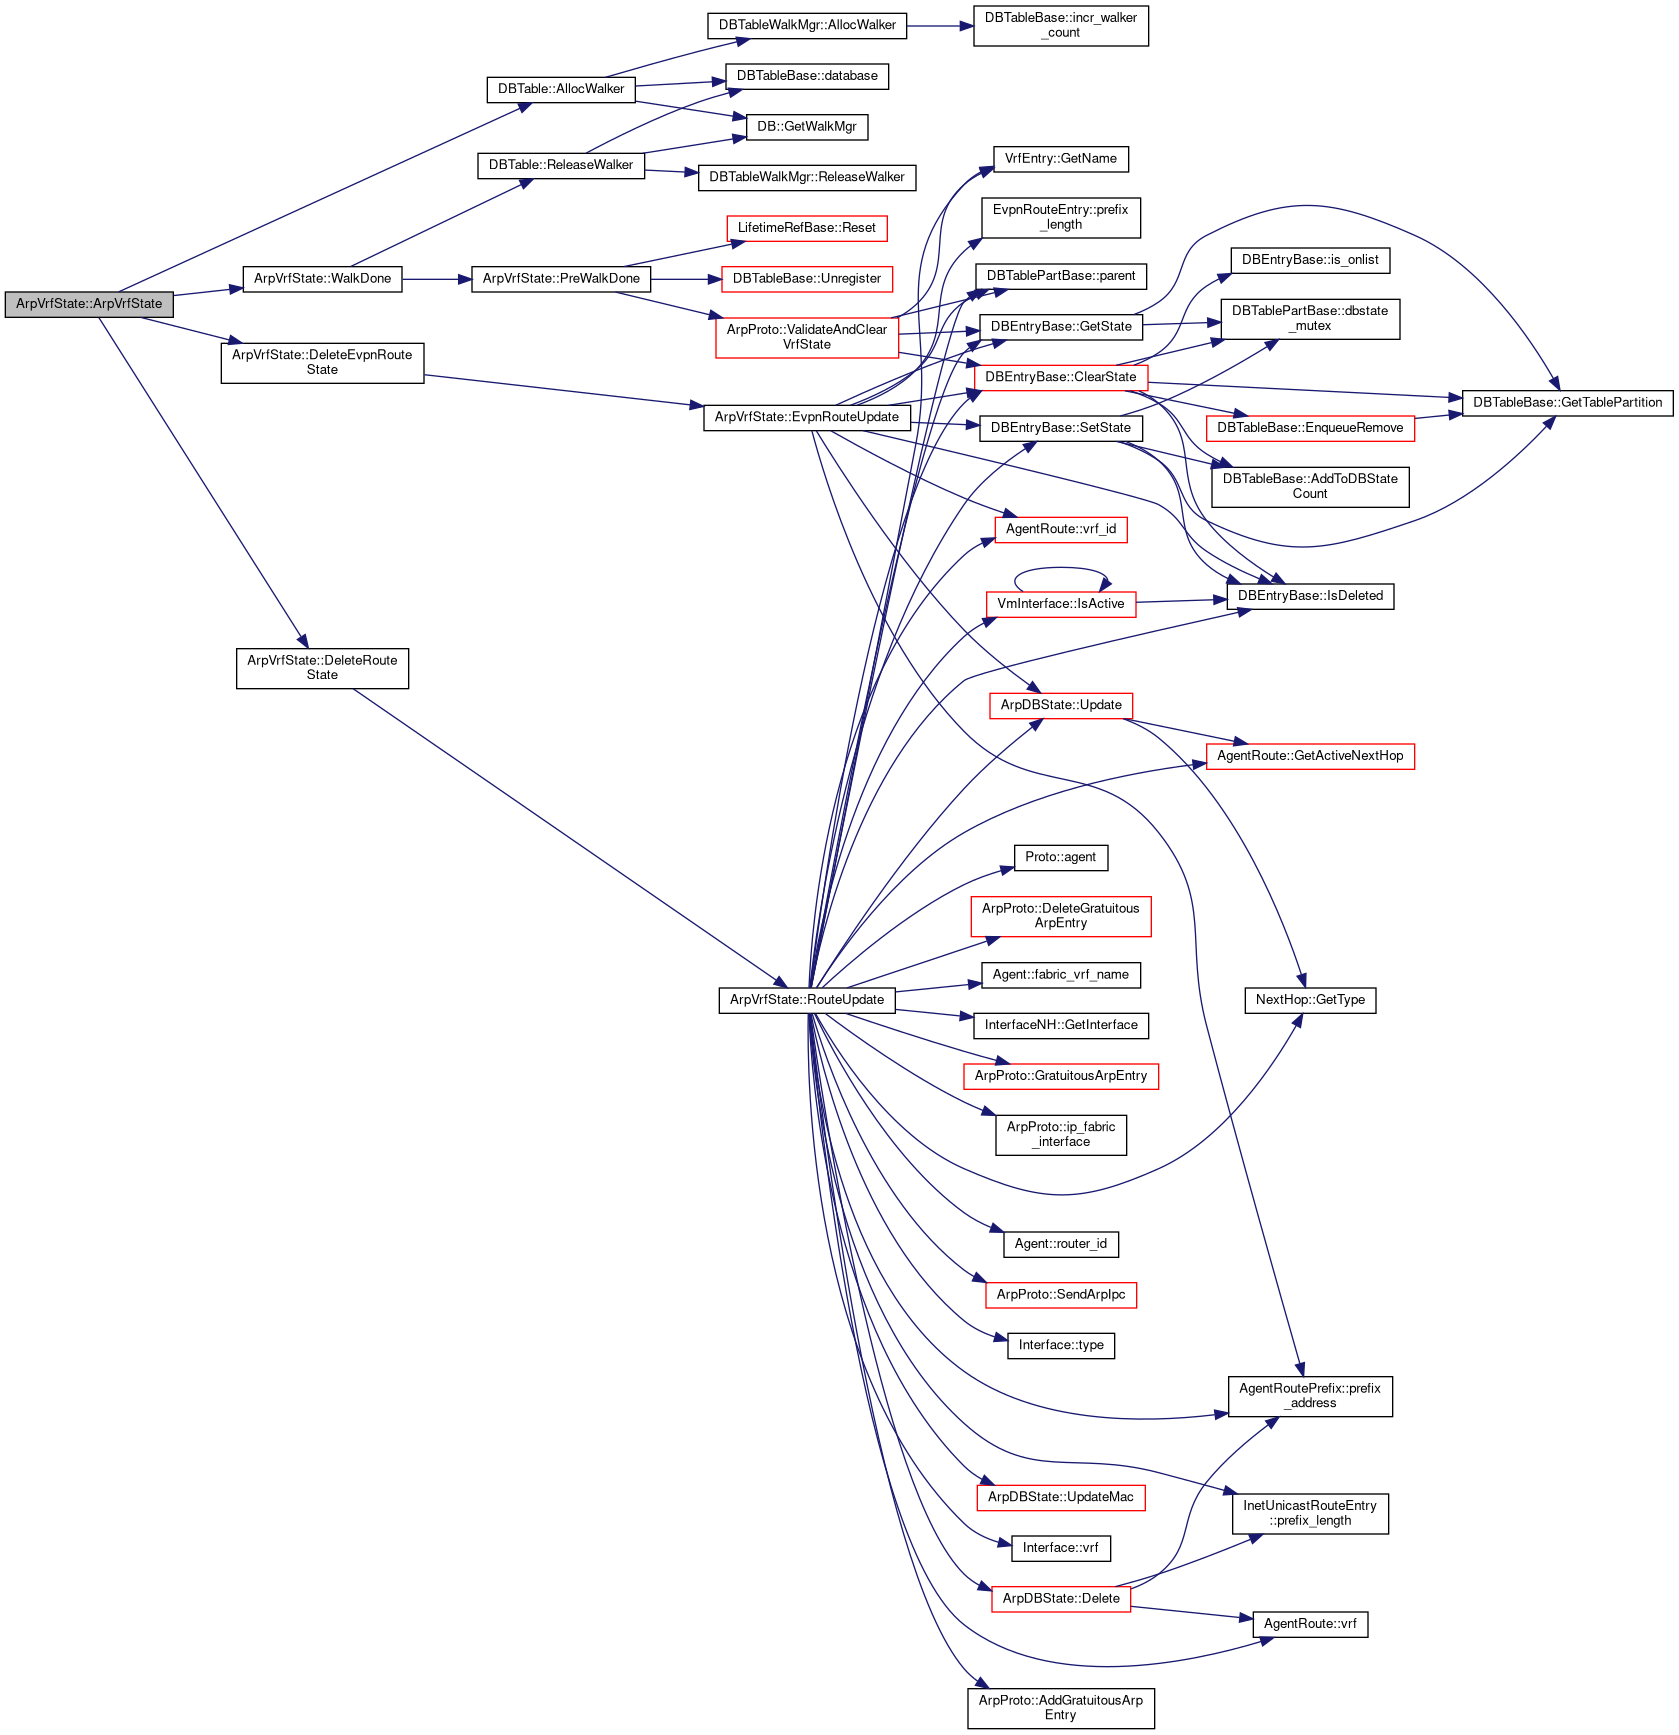 DBTableWalkMgr::AllocWalker
DBTableBase::incr_walker
_count
DBTable::AllocWalker
DBTableBase::database
DB::GetWalkMgr
DBTable::ReleaseWalker
DBTableWalkMgr::ReleaseWalker
VrfEntry::GetName
EvpnRouteEntry::prefix
_length
LifetimeRefBase::Reset
DBTableBase::Unregister
ArpVrfState::WalkDone
ArpVrfState::PreWalkDone
ArpVrfState::ArpVrfState
ArpProto::ValidateAndClear
VrfState
DBTablePartBase::parent
DBEntryBase::is_onlist
DBEntryBase::GetState
DBTablePartBase::dbstate
_mutex
ArpVrfState::DeleteEvpnRoute
State
DBEntryBase::ClearState
DBTableBase::GetTablePartition
ArpVrfState::EvpnRouteUpdate
DBEntryBase::SetState
DBTableBase::EnqueueRemove
DBTableBase::AddToDBState
Count
AgentRoute::vrf_id
VmInterface::IsActive
DBEntryBase::IsDeleted
ArpVrfState::DeleteRoute
State
ArpDBState::Update
AgentRoute::GetActiveNextHop
Proto::agent
ArpProto::DeleteGratuitous
ArpEntry
Agent::fabric_vrf_name
ArpVrfState::RouteUpdate
NextHop::GetType
InterfaceNH::GetInterface
ArpProto::GratuitousArpEntry
ArpProto::ip_fabric
_interface
Agent::router_id
ArpProto::SendArpIpc
Interface::type
AgentRoutePrefix::prefix
_address
ArpDBState::UpdateMac
InetUnicastRouteEntry
::prefix_length
Interface::vrf
ArpDBState::Delete
AgentRoute::vrf
ArpProto::AddGratuitousArp
Entry